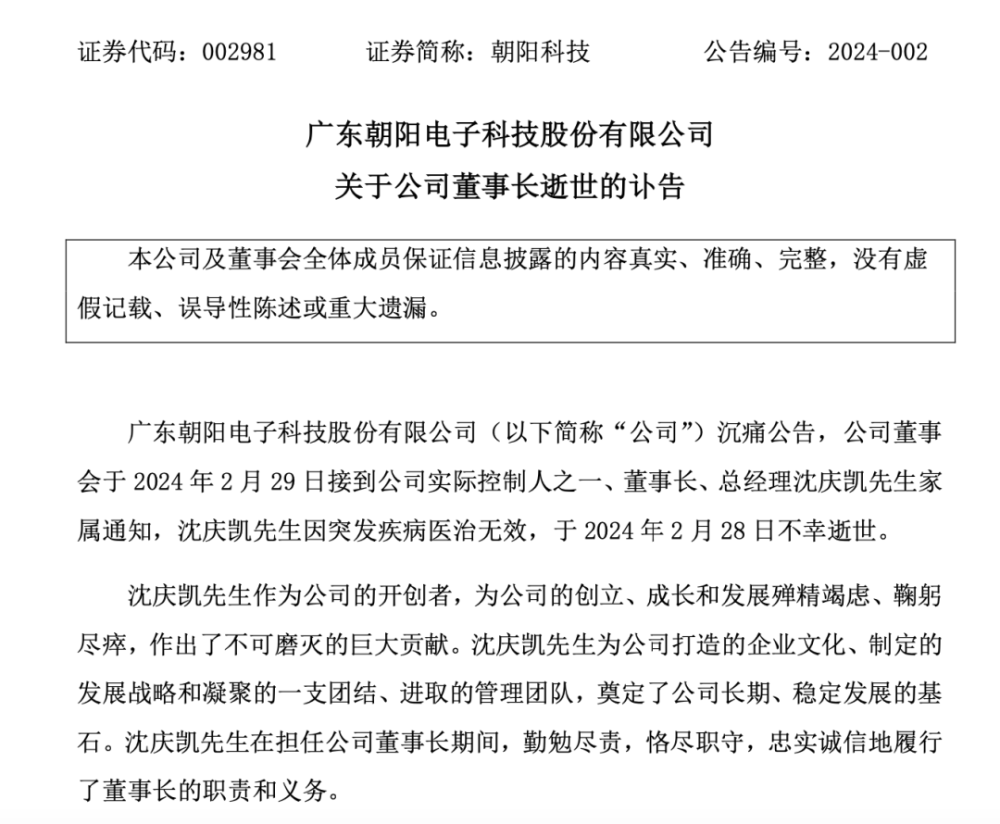 证券代码：002981 证券简称：朝阳科技 公告编号：2024-002
广东朝阳电子科技股份有限公司
关于公司董事长逝世的讣告
本公司及董事会全体成员保证信息披露的内容真实、准确、完整，没有虚
假记载、误导性陈述或重大遗漏。
广东朝阳电子科技股份有限公司（以下简称“公司”）沉痛公告，公司董事
会于 2024 年 2 月 29 日接到公司实际控制人之一、董事长、总经理沈庆凯先生家
属通知，沈庆凯先生因突发疾病医治无效，于 2024 年 2 月 28 日不幸逝世。
沈庆凯先生作为公司的开创者，为公司的创立、成长和发展殚精竭虑、鞠躬
尽瘁，作出了不可磨灭的巨大贡献。沈庆凯先生为公司打造的企业文化、制定的
发展战略和凝聚的一支团结、进取的管理团队，奠定了公司长期、稳定发展的基
石。沈庆凯先生在担任公司董事长期间，勤勉尽责，恪尽职守，忠实诚信地履行
了董事长的职责和义务。